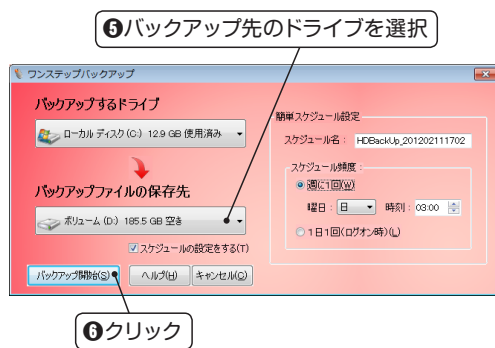 ❺バックアップ先のドライブを選択
ワンステップバックアップ
バックアップするドライブ
ローカル ディスク (C:) 12.9 GB 使用済み
バックアップファイルの保存先
ボリューム (D:) 185.5 GB 空き
スケジュールの設定をする(T)
バックアップ開始(S)
ヘルプ(H)
キャンセル(C)
簡単スケジュール設定
スケジュール名： HDBackUp_201202111702
スケジュール頻度：
週に1回(W)
曜日： 日 時刻： 03:00
1日1回(ログオン時)(L)
❻クリック